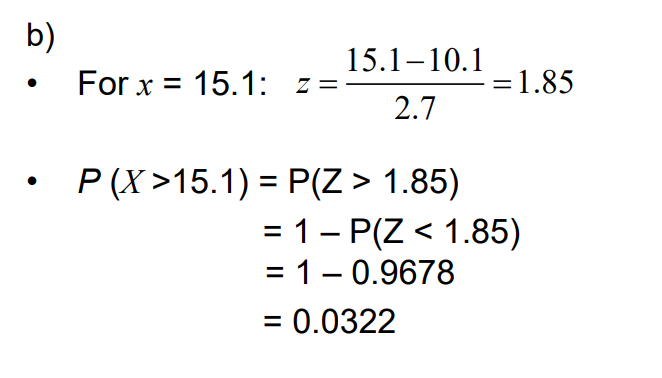 b)
• For x = 15.1: z = (15.1–10.1)/2.7 = 1.85
• P (X >15.1) = P(Z > 1.85)
= 1 – P(Z < 1.85)
= 1 – 0.9678
= 0.0322